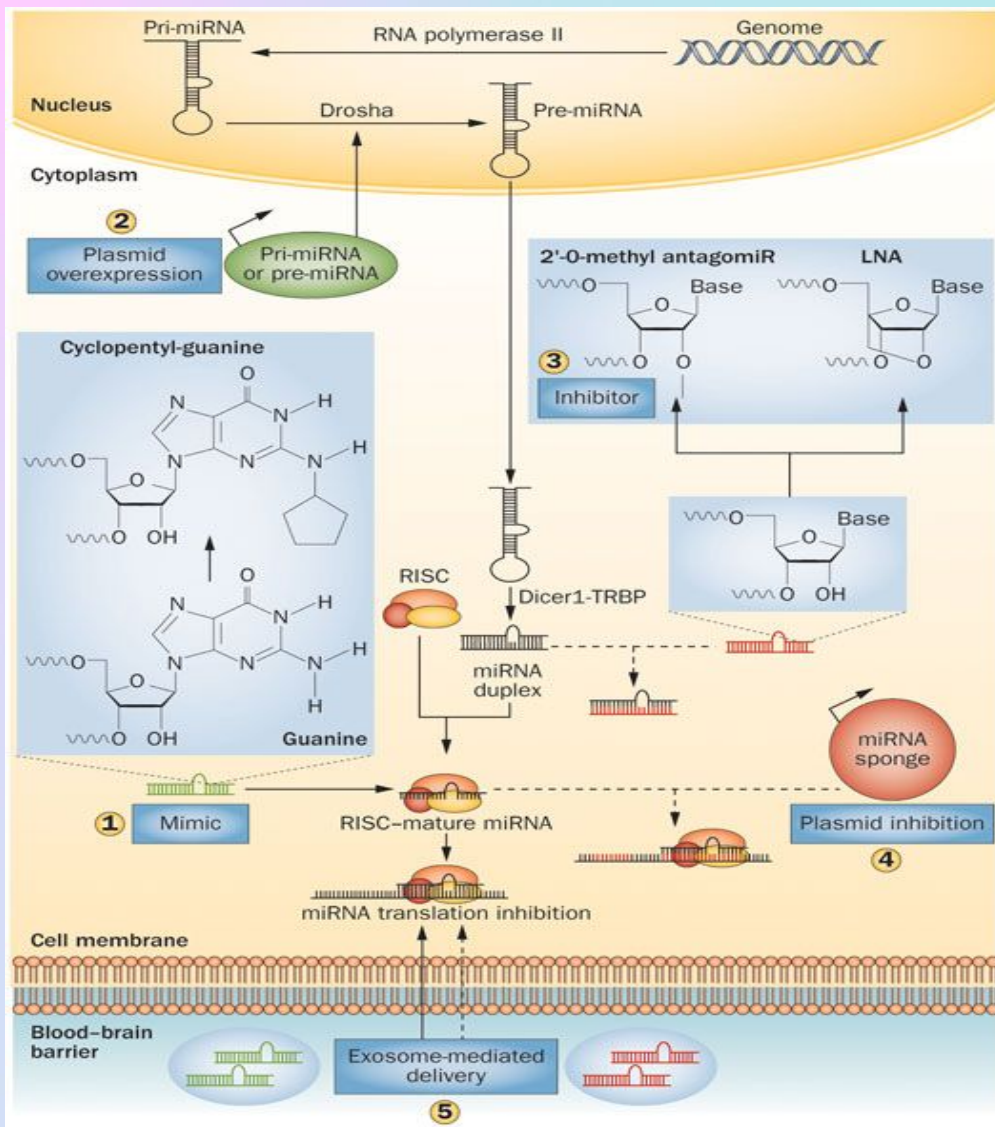 Pri-miRNA
RNA polymerase II
Genome
Nucleus
Drosha
Pre-miRNA
Cytoplasm
2
Plasmid
overexpression
Pri-miRNA
or pre-miRNA
2'-O-methyl antagomiR
LNA
O
Base
O
O
O
O
Base
O
O
O
3
Inhibitor
Cyclopentyl-guanine
O
N
N
H
N
N
N
H
O
O
O
OH
O
N
N
H
N
N
N
H
H
O
O
O
OH
Guanine
O
Base
O
O
OH
RISC
Dicer1-TRBP
miRNA
duplex
miRNA
sponge
1
Mimic
RISC–mature miRNA
Plasmid inhibition
4
miRNA translation inhibition
Cell membrane
Blood–brain
barrier
Exosome-mediated
delivery
5